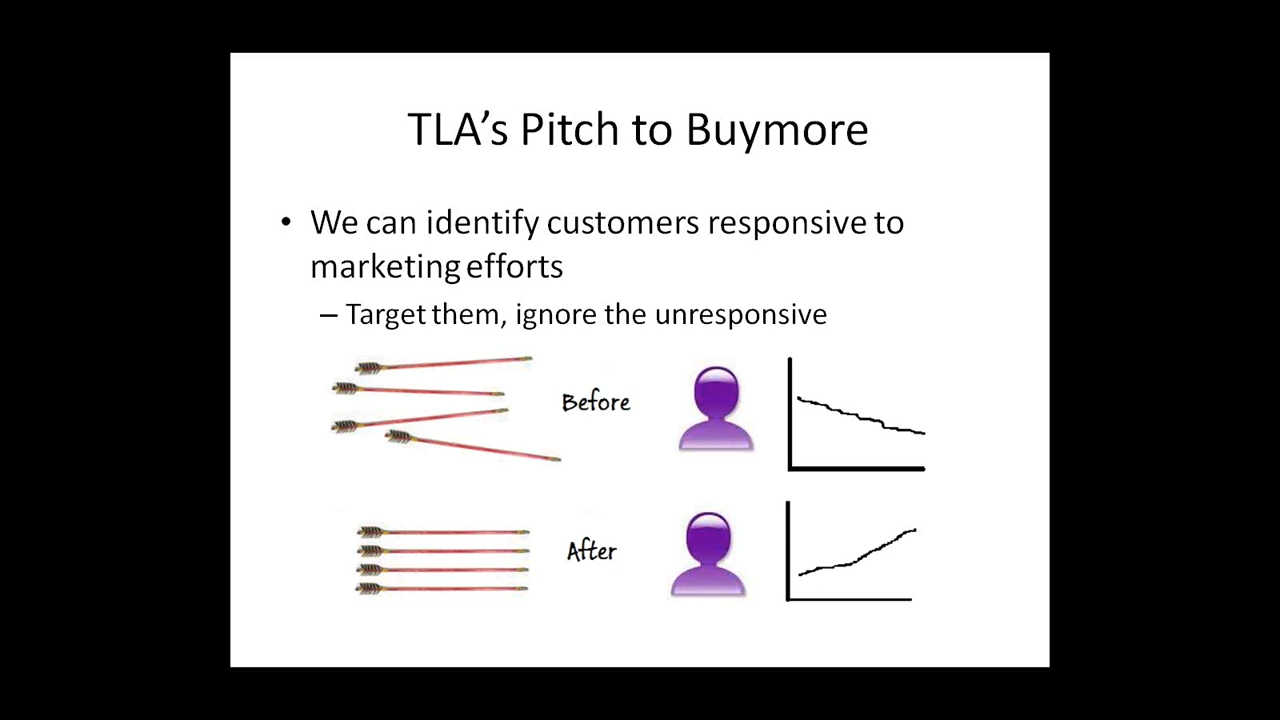 TLA's Pitch to Buymore
• We can identify customers responsive to
marketing efforts
– Target them, ignore the unresponsive
Before
After